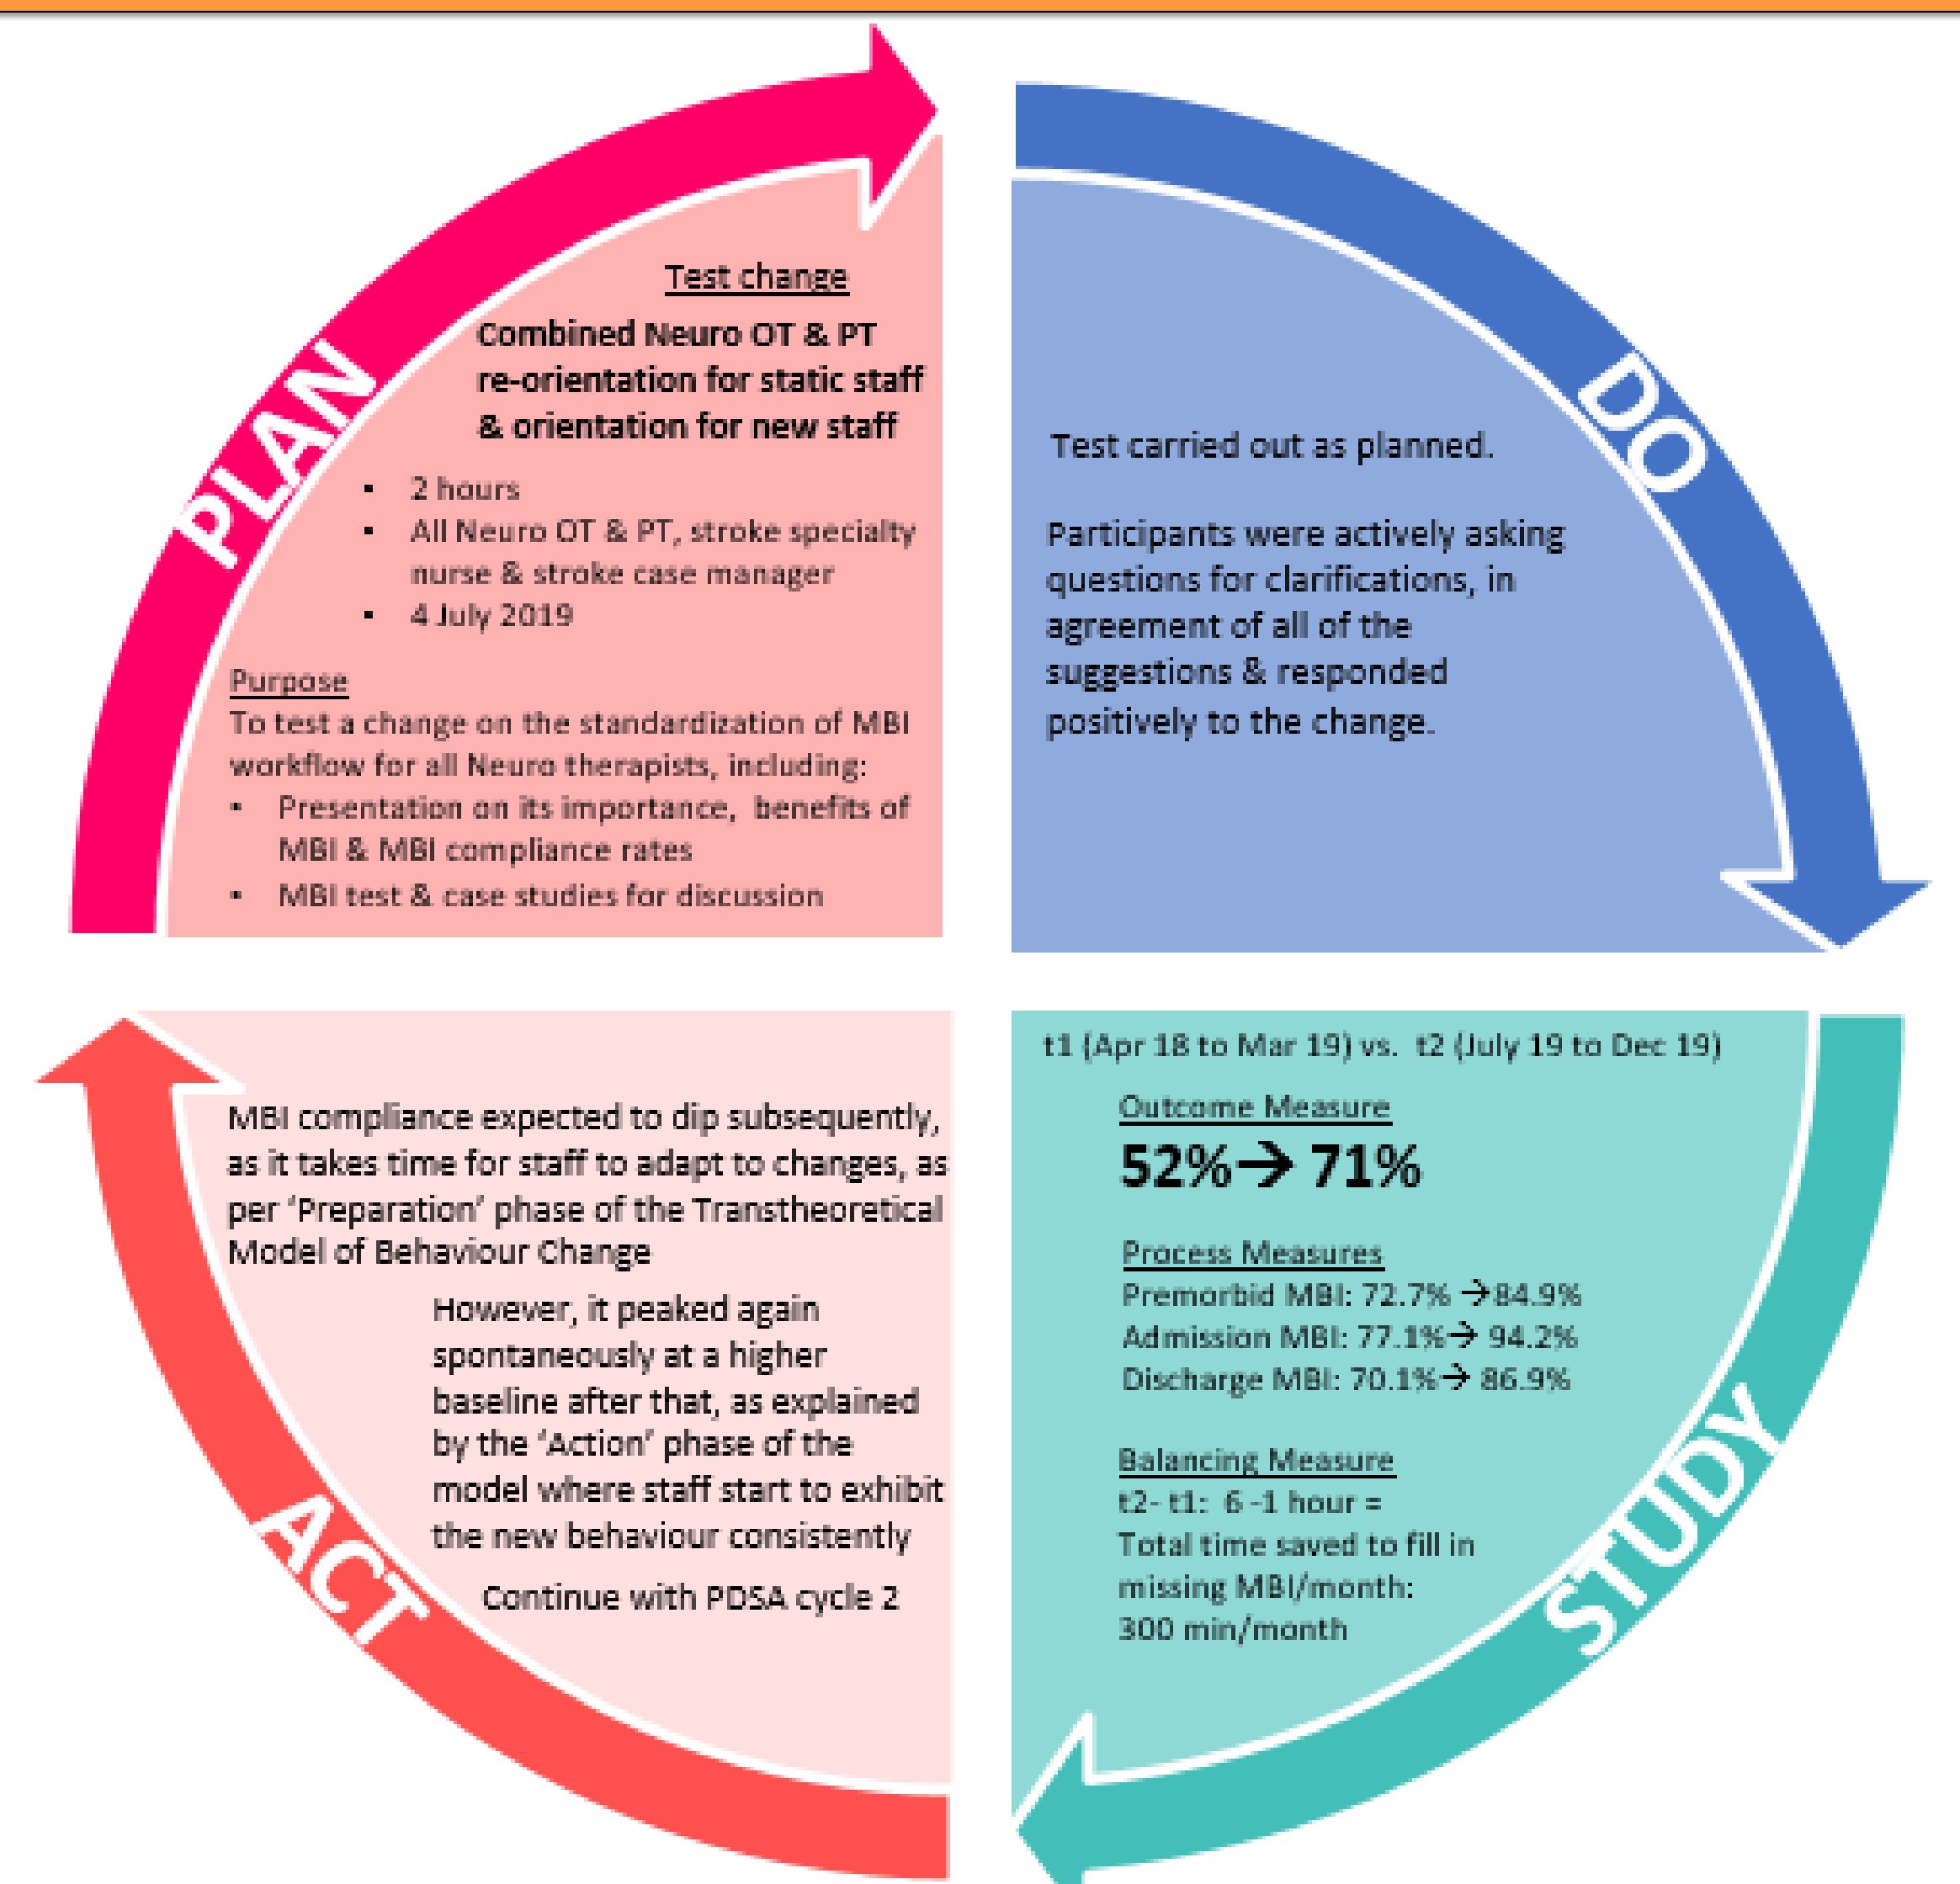 PLAN
Test change
Combined Neuro OT & PT
re-orientation for static staff
& orientation for new staff
▪ 2 hours
▪ All Neuro OT & PT, stroke specialty
nurse & stroke case manager
▪ 4 July 2019
Purpose
To test a change on the standardization of MBI
workflow for all Neuro therapists, including:
▪ Presentation on its importance, benefits of
MBI & MBI compliance rates
▪ MBI test & case studies for discussion
DO
Test carried out as planned.
Participants were actively asking
questions for clarifications, in
agreement of all of the
suggestions & responded
positively to the change.
STUDY
t1 (Apr 18 to Mar 19) vs. t2 (July 19 to Dec 19)
Outcome Measure
52%→ 71%
Process Measures
Premorbid MBI: 72.7% →84.9%
Admission MBI: 77.1%→ 94.2%
Discharge MBI: 70.1%→ 86.9%
Balancing Measure
t2- t1: 6 -1 hour =
Total time saved to fill in
missing MBI/month:
300 min/month
ACT
MBI compliance expected to dip subsequently,
as it takes time for staff to adapt to changes, as
per ‘Preparation’ phase of the Transtheoretical
Model of Behaviour Change
However, it peaked again
spontaneously at a higher
baseline after that, as explained
by the ‘Action’ phase of the
model where staff start to exhibit
the new behaviour consistently
Continue with PDSA cycle 2